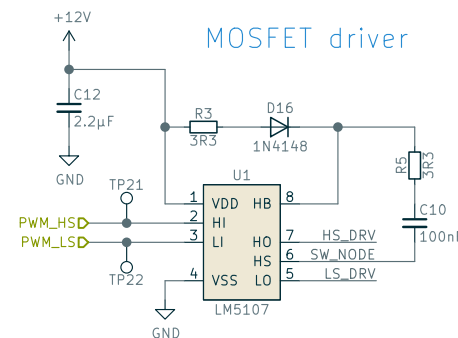 +12V
MOSFET driver
C12
2.2µF
GND
R3
3R3
D16
1N4148
R5
3R3
C10
100nF
TP21
U1
PWM_HS
PWM_LS
1
VDD
HB
8
2
HI
3
LI
HO
7
HS_DRV
HS
6
SW_NODE
4
VSS
LO
5
LS_DRV
TP22
GND
LM5107